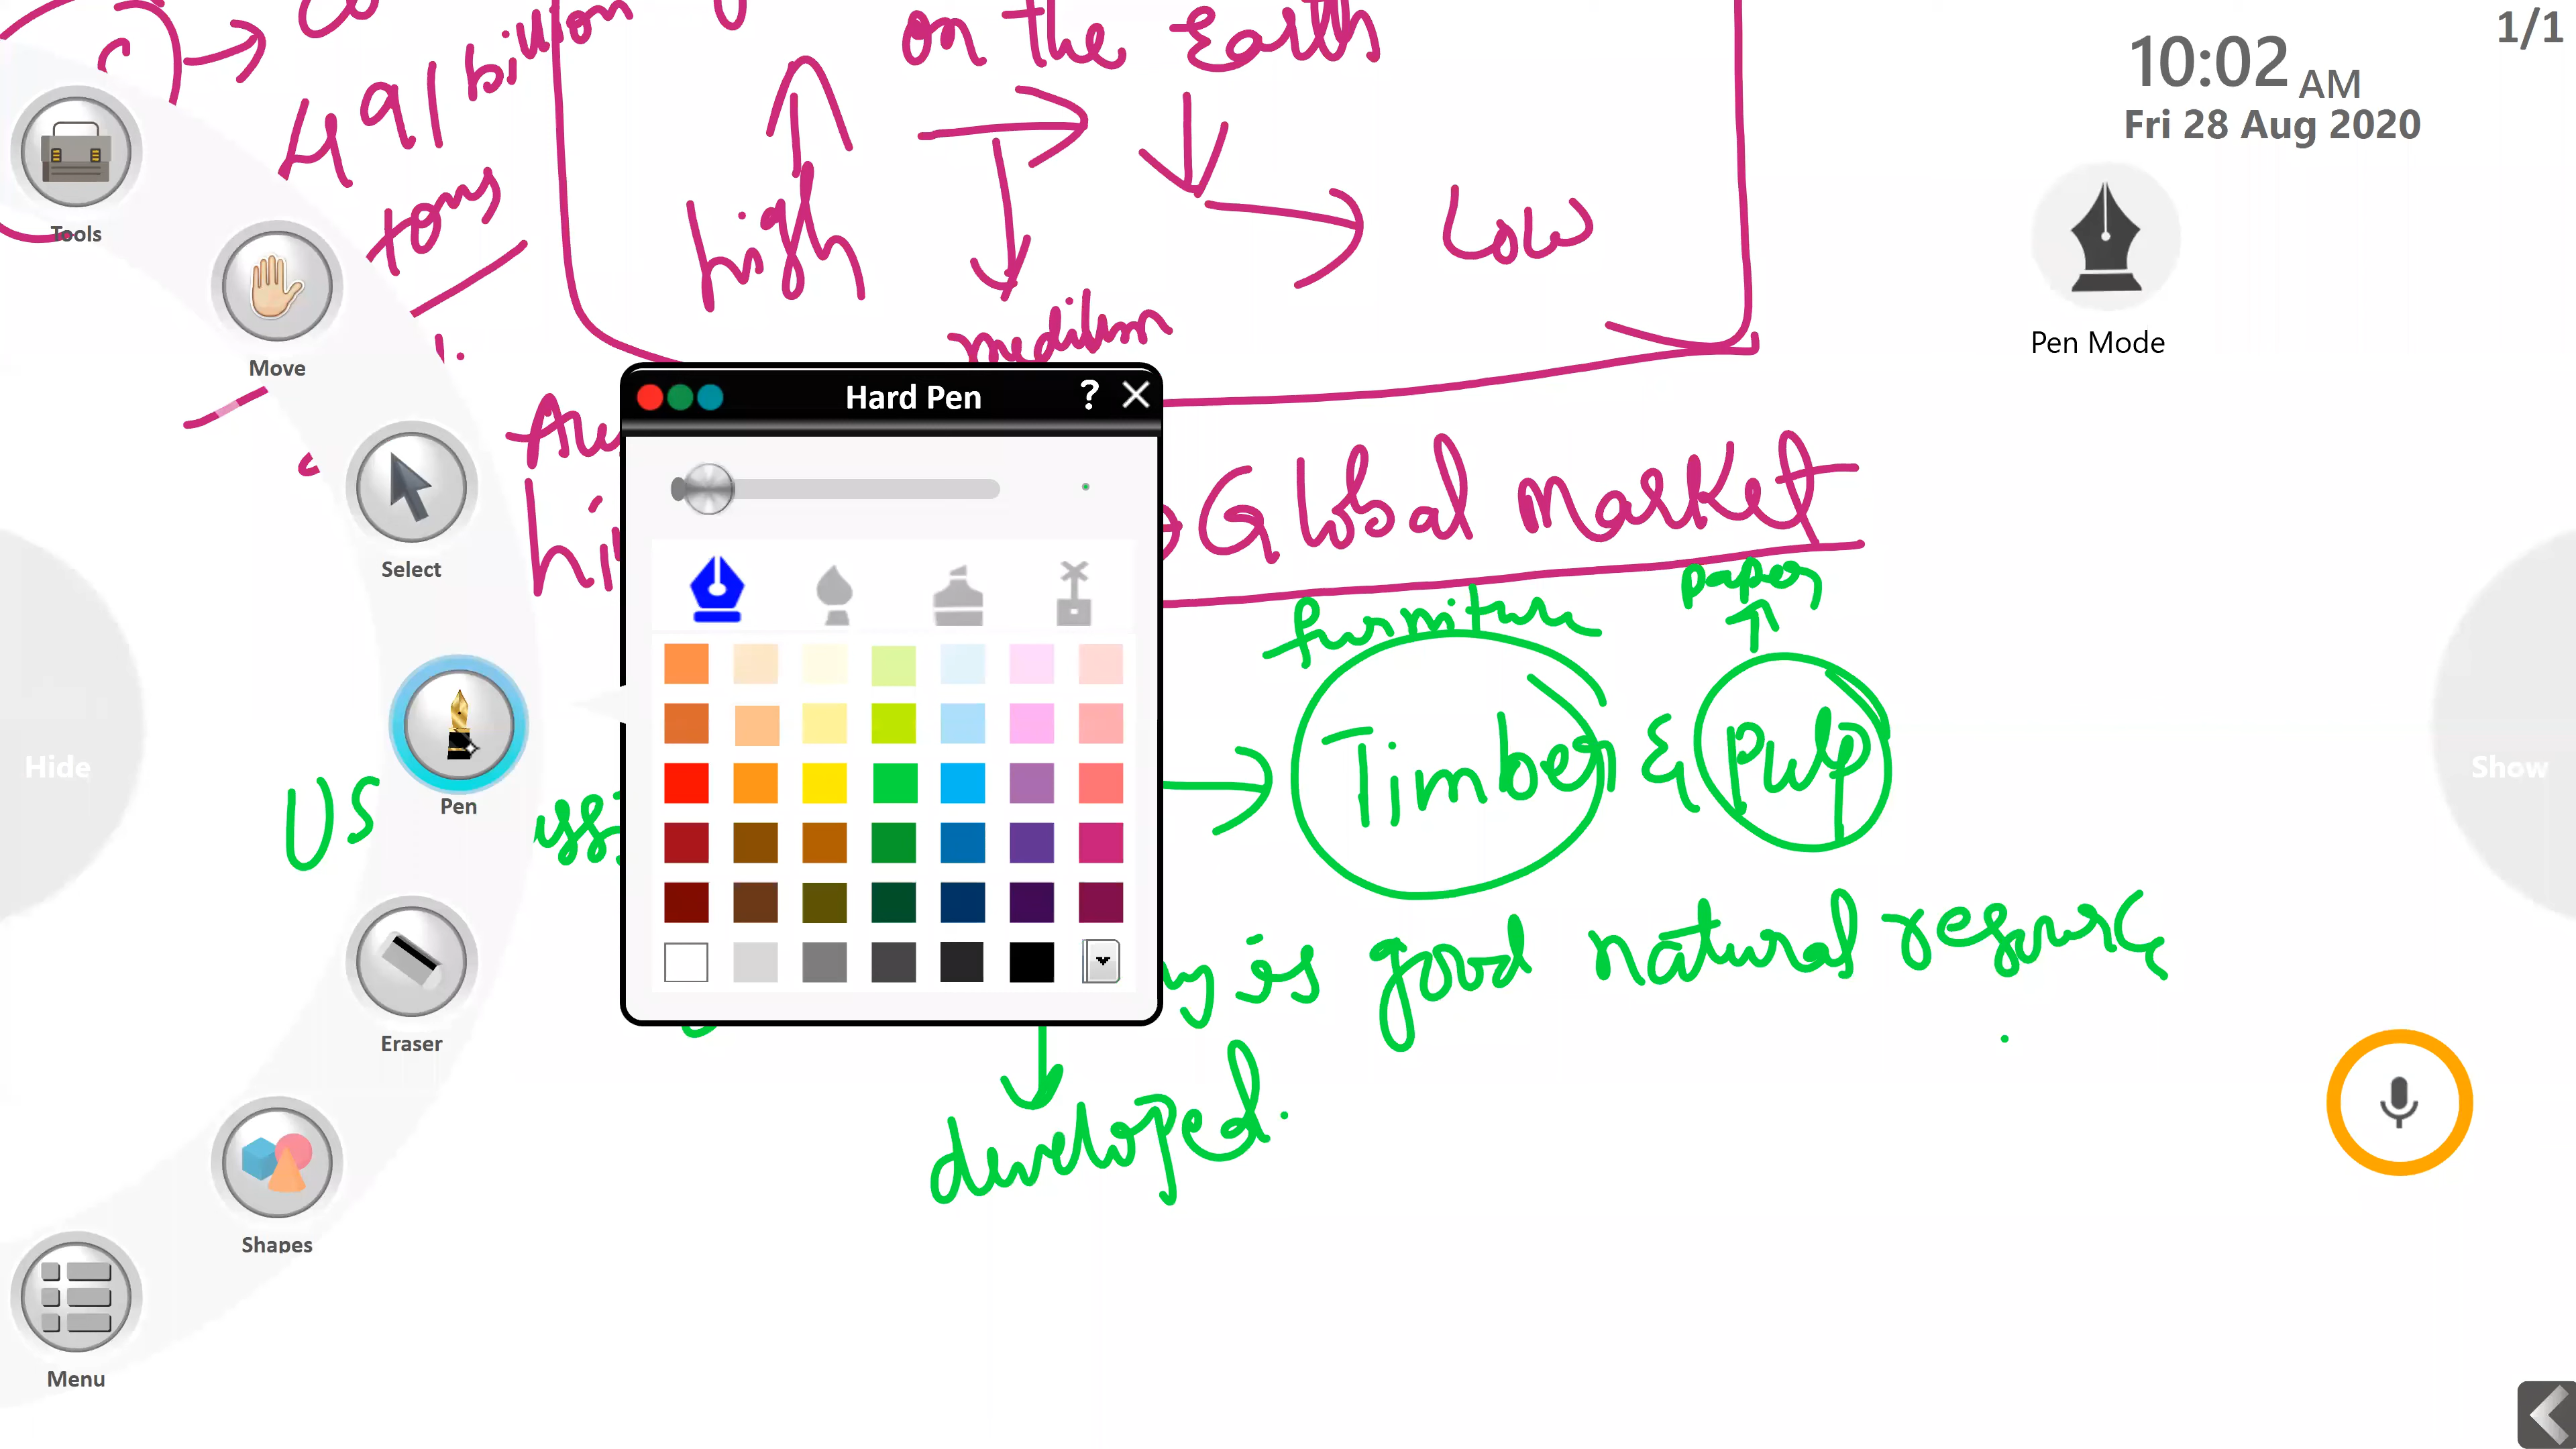 1/1
10:02 AM
Fri 28 Aug 2020
Pen Mode
on the Earth
491 billion
tons
high
Low
medium
Tools
Move
Select
Pen
Eraser
Shapes
Menu
Hide
Show
Hard Pen
?
Global Market
furniture
paper
Timber & Pulp
US
is good natural resource
developed.